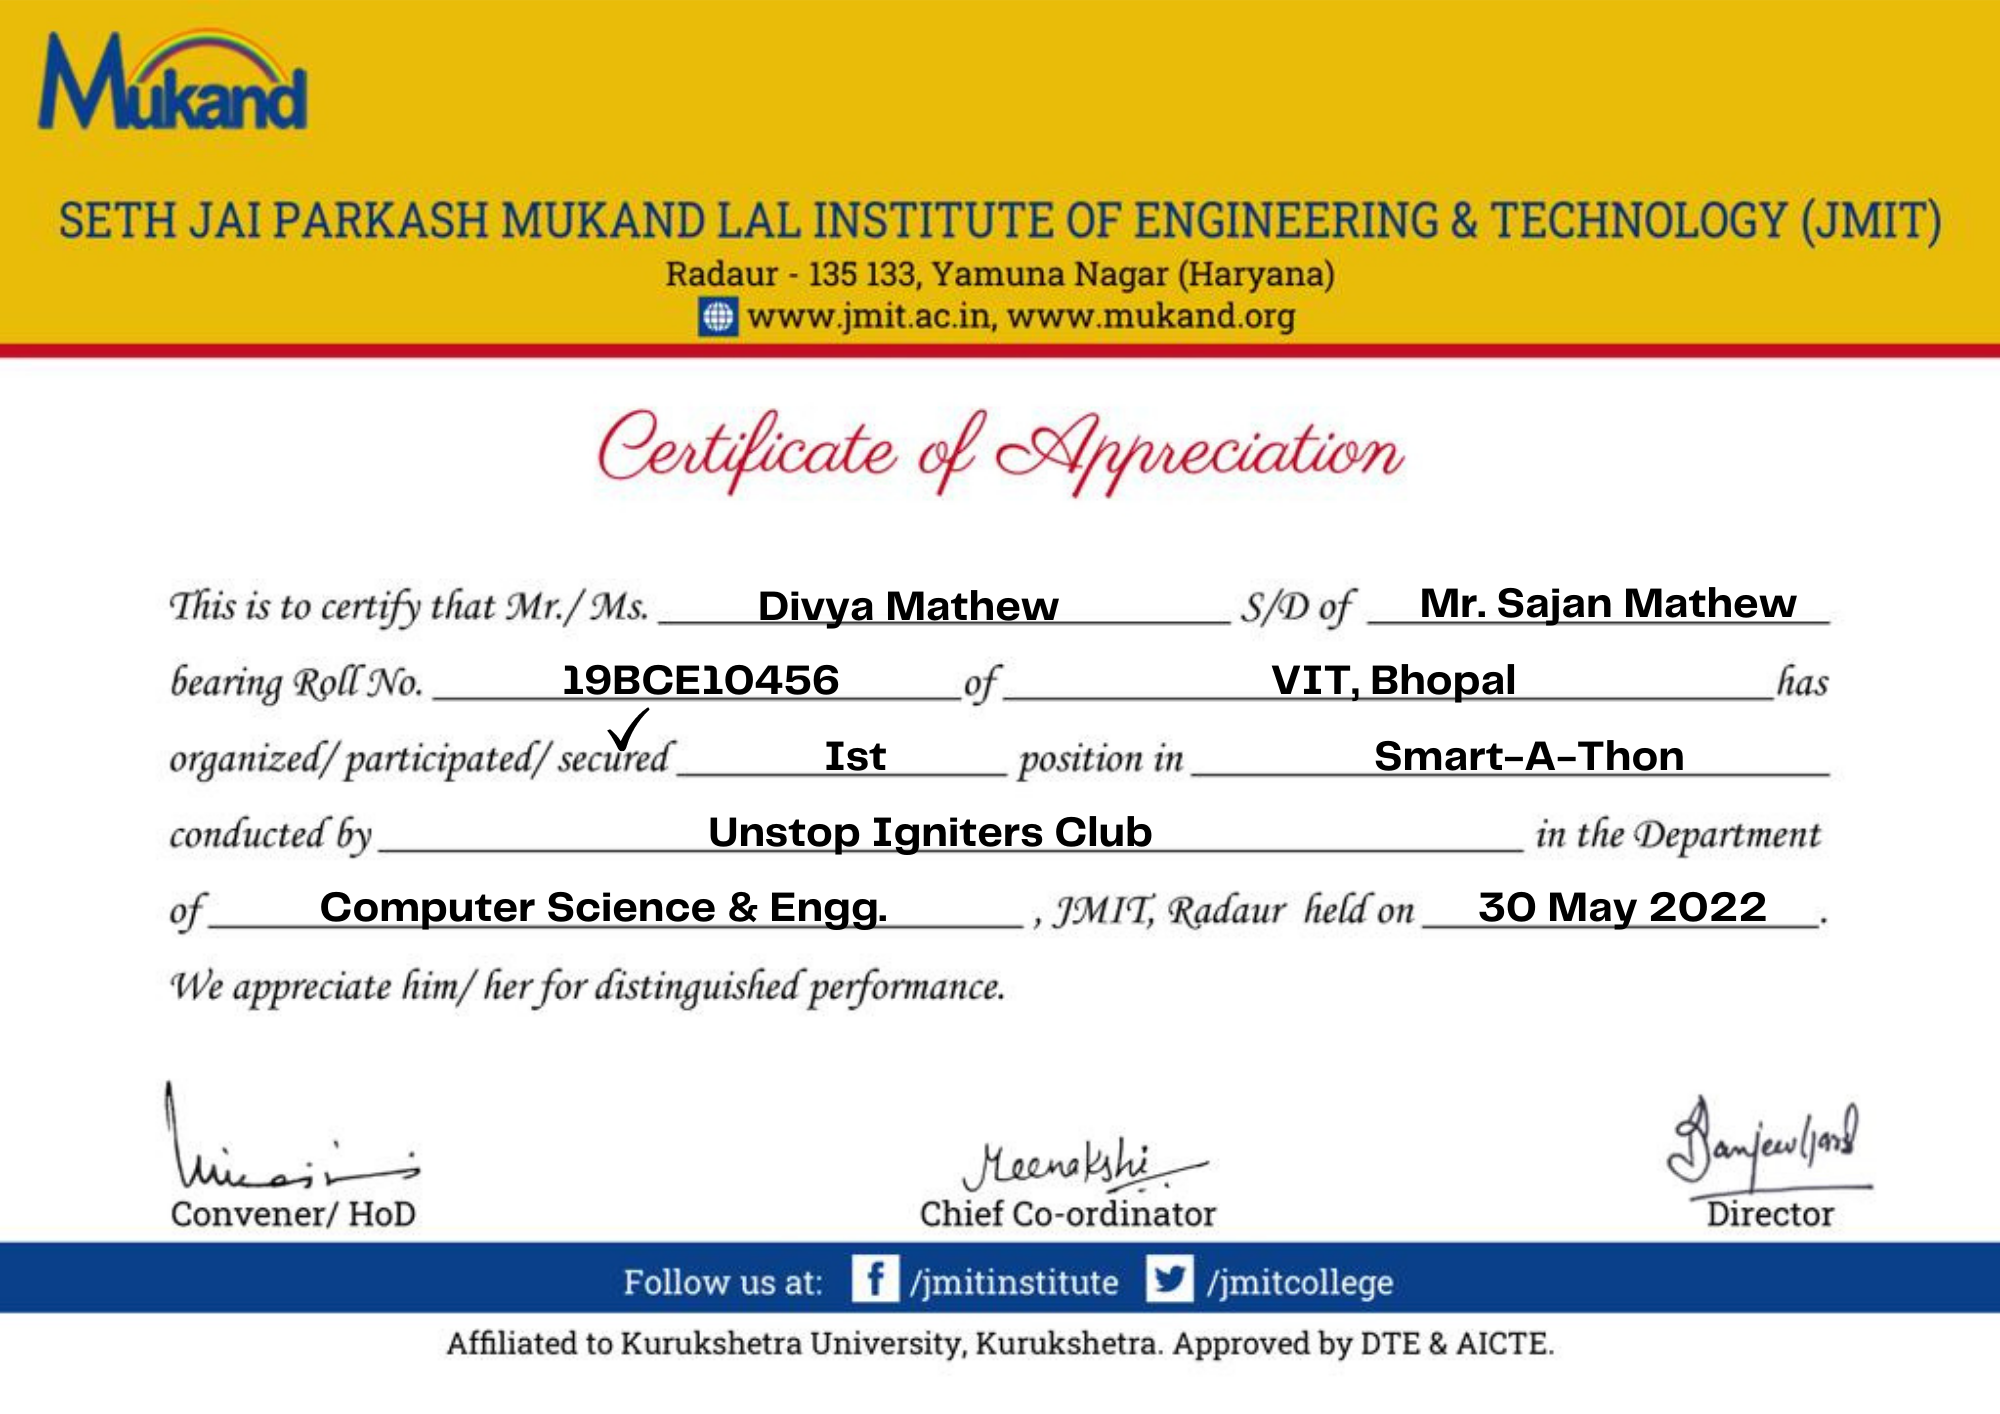 Mukand
SETH JAI PARKASH MUKAND LAL INSTITUTE OF ENGINEERING & TECHNOLOGY (JMIT)
Radaur - 135 133, Yamuna Nagar (Haryana)
www.jmit.ac.in, www.mukand.org
Certificate of Appreciation
This is to certify that Mr./ Ms. Divya Mathew S/D of Mr. Sajan Mathew
bearing Roll No. 19BCE10456 of VIT, Bhopal has
organized/ participated/ secured Ist position in Smart-A-Thon
conducted by Unstop Igniters Club in the Department
of Computer Science & Engg. , JMIT, Radaur held on 30 May 2022 .
We appreciate him/ her for distinguished performance.
Meenakshi
Convener/ HoD Chief Co-ordinator Director
Follow us at: /jmitinstitute /jmitcollege
Affiliated to Kurukshetra University, Kurukshetra. Approved by DTE & AICTE.